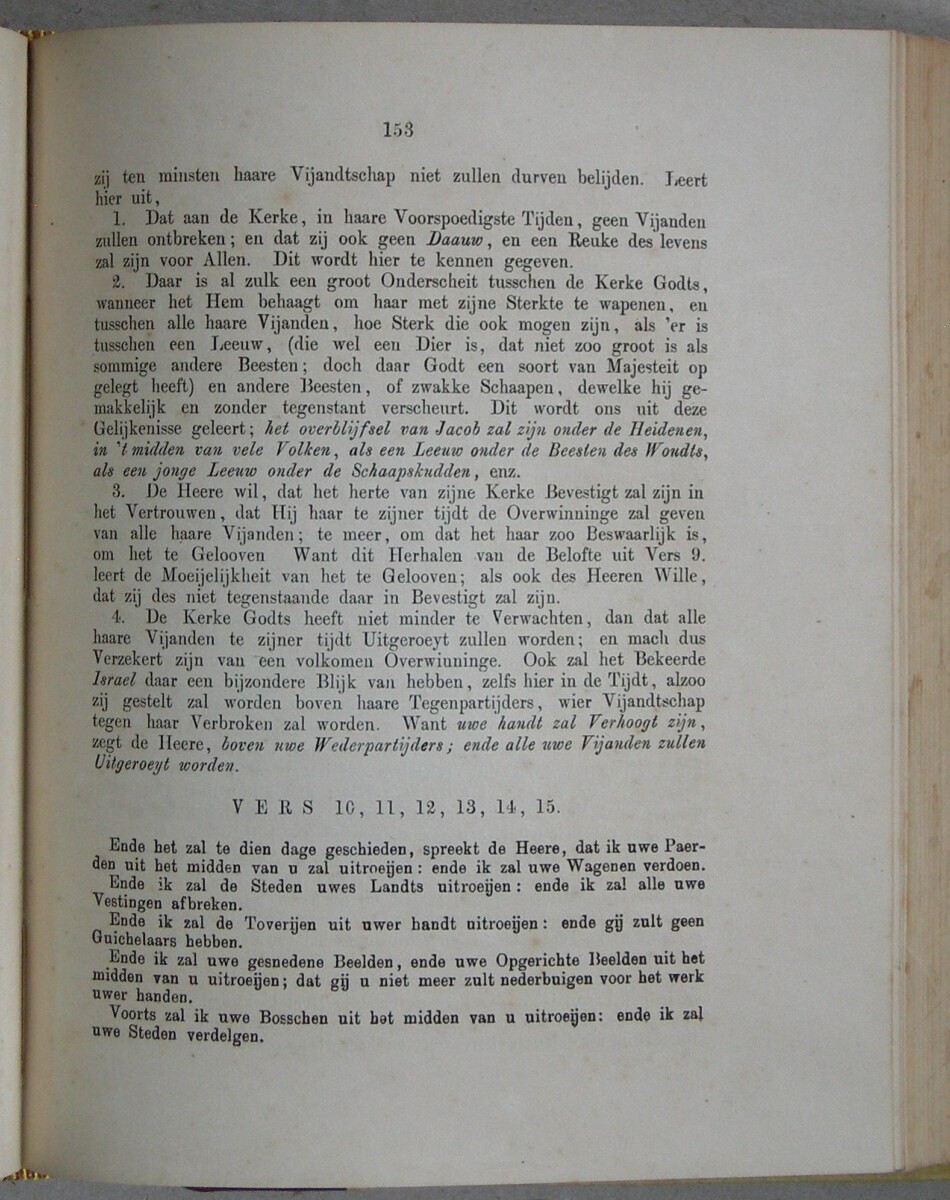 153
zij ten minsten haare Vijandtschap niet zullen durven belijden. Leert
hier uit,
1. Dat aan de Kerke, in haare Voorspoedigste Tijden, geen Vijanden
zullen ontbreken; en dat zij ook geen Daauw, en een Reuke des levens
zal zijn voor Allen. Dit wordt hier te kennen gegeven.
2. Daar is al zulk een groot Onderscheit tusschen de Kerke Godts,
wanneer het Hem behaagt om haar met zijne Sterkte te wapenen, en
tusschen alle haare Vijanden, hoe Sterk die ook mogen zijn, als 'er is
tusschen een Leeuw, (die wel een Dier is, dat niet zoo groot is als
sommige andere Beesten; doch daar Godt een soort van Majesteit op
gelegt heeft) en andere Beesten, of zwakke Schaapen, dewelke hij ge-
makkelijk en zonder tegenstant verscheurt. Dit wordt ons uit deze
Gelijkenisse geleert; het overblijfsel van Jacob zal zijn onder de Heidenen,
in 't midden van vele Volken, als een Leeuw onder de Beesten des Woudts,
als een jonge Leeuw onder de Schaapskudden, enz.
3. De Heere wil, dat het herte van zijne Kerke Bevestigt zal zijn in
het Vertrouwen, dat Hij haar te zijner tijdt de Overwinninge zal geven
van alle haare Vijanden; te meer, om dat het haar zoo Beswaarlijk is,
om het te Gelooven Want dit Herhalen van de Belofte uit Vers 9.
leert de Moeijelijkheit van het te Gelooven; als ook des Heeren Wille,
dat zij des niet tegenstaande daar in Bevestigt zal zijn.
4. De Kerke Godts heeft niet minder te Verwachten, dan dat alle
haare Vijanden te zijner tijdt Uitgeroeyt zullen worden; en mach dus
Verzekert zijn van een volkomen Overwinninge. Ook zal het Bekeerde
Israel daar een bijzondere Blijk van hebben, zelfs hier in de Tijdt, alzoo
zij gestelt zal worden boven haare Tegenpartijders, wier Vijandtschap
tegen haar Verbroken zal worden. Want uwe handt zal Verhoogt zijn,
zegt de Heere, boven uwe Wederpartijders; ende alle uwe Vijanden zullen
Uitgeroeyt worden.
VERS 10, 11, 12, 13, 14, 15.
Ende het zal te dien dage geschieden, spreekt de Heere, dat ik uwe Paer-
den uit het midden van u zal uitroeijen: ende ik zal uwe Wagenen verdoen.
Ende ik zal de Steden uwes Landts uitroeijen: ende ik zal alle uwe
Vestingen afbreken.
Ende ik zal de Toverijen uit uwer handt uitroeijen: ende gij zult geen
Guichelaars hebben.
Ende ik zal uwe gesnedene Beelden, ende uwe Opgerichte Beelden uit het
midden van u uitroeijen; dat gij u niet meer zult nederbuigen voor het werk
uwer handen.
Voorts zal ik uwe Bosschen uit het midden van u uitroeijen: ende ik zal
uwe Steden verdelgen.